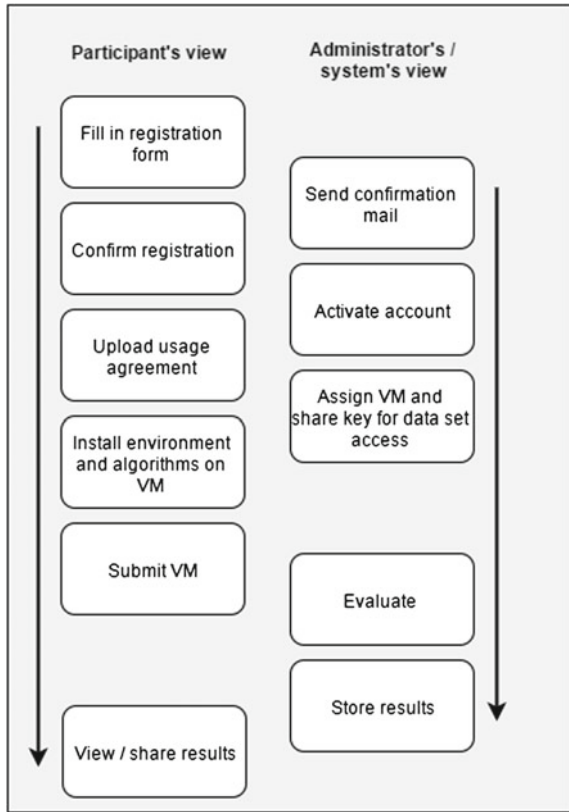 Participant's view
Fill in registration
form
Confirm registration
Upload usage
agreement
Install environment
and algorithms on
VM
Submit VM
View / share results
Administrator's /
system's view
Send confirmation
mail
Activate account
Assign VM and
share key for data set
access
Evaluate
Store results